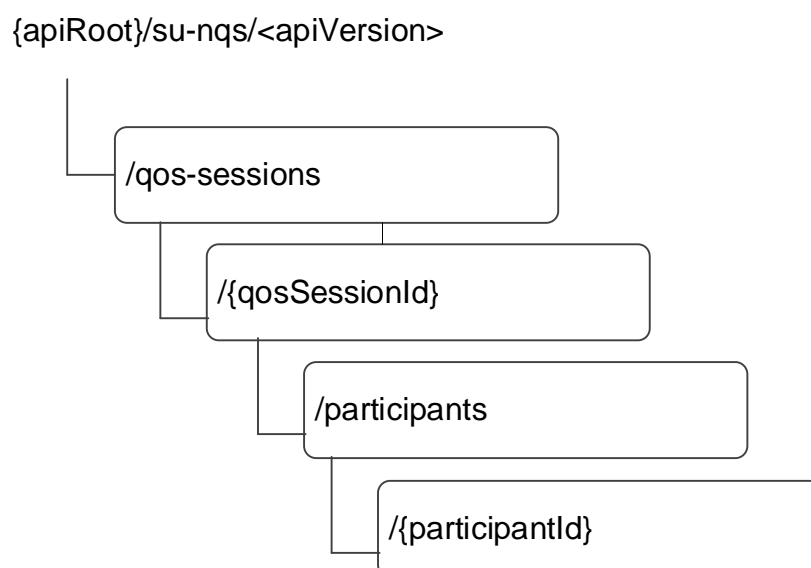 {apiRoot}/su-nqs/<apiVersion>
/qos-sessions
/{qosSessionId}
/participants
/{participantId}